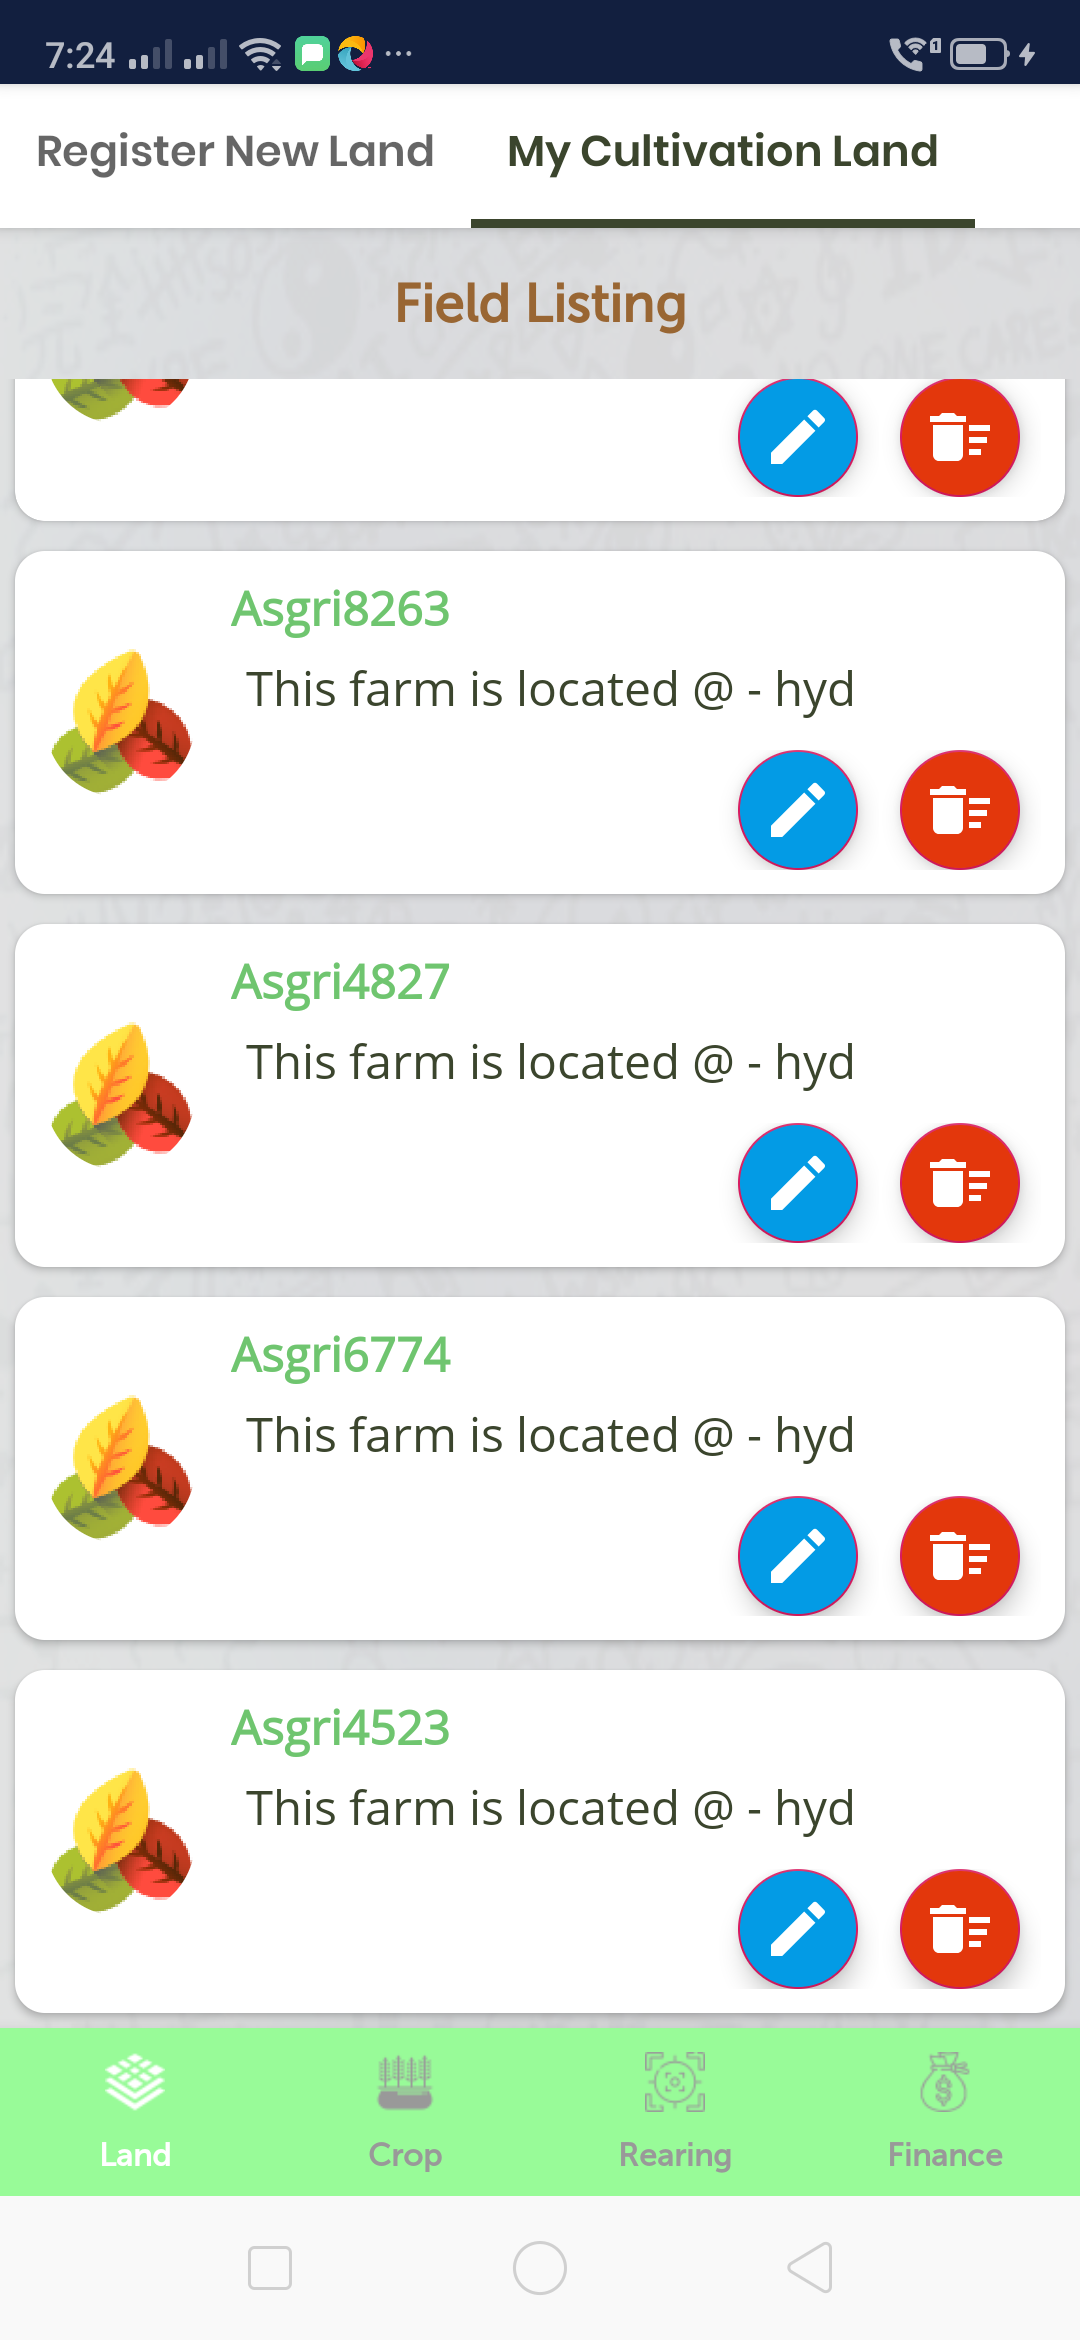 7:24
Register New Land
My Cultivation Land
Field Listing
Asgri8263
This farm is located @ - hyd
Asgri4827
This farm is located @ - hyd
Asgri6774
This farm is located @ - hyd
Asgri4523
This farm is located @ - hyd
Land
Crop
Rearing
Finance